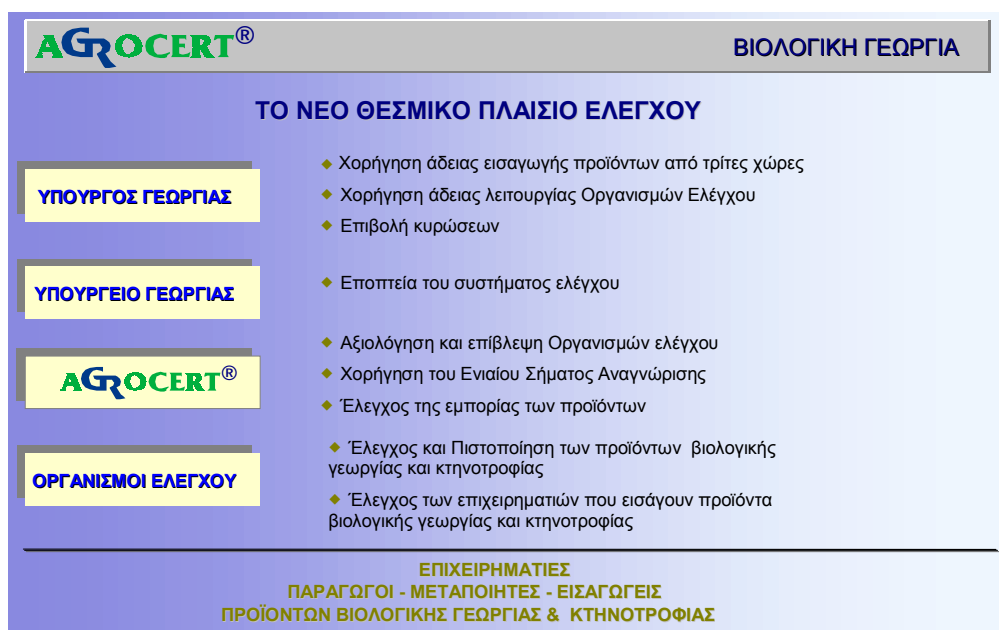 AGROCERT®
ΒΙΟΛΟΓΙΚΗ ΓΕΩΡΓΙΑ
ΤΟ ΝΕΟ ΘΕΣΜΙΚΟ ΠΛΑΙΣΙΟ ΕΛΕΓΧΟΥ
ΥΠΟΥΡΓΟΣ ΓΕΩΡΓΙΑΣ
◆ Χορήγηση άδειας εισαγωγής προϊόντων από τρίτες χώρες
◆ Χορήγηση άδειας λειτουργίας Οργανισμών Ελέγχου
◆ Επιβολή κυρώσεων
ΥΠΟΥΡΓΕΙΟ ΓΕΩΡΓΙΑΣ
◆ Εποπτεία του συστήματος ελέγχου
AGROCERT®
◆ Αξιολόγηση και επίβλεψη Οργανισμών ελέγχου
◆ Χορήγηση του Ενιαίου Σήματος Αναγνώρισης
◆ Έλεγχος της εμπορίας των προϊόντων
ΟΡΓΑΝΙΣΜΟΙ ΕΛΕΓΧΟΥ
◆ Έλεγχος και Πιστοποίηση των προϊόντων βιολογικής
γεωργίας και κτηνοτροφίας
◆ Έλεγχος των επιχειρηματιών που εισάγουν προϊόντα
βιολογικής γεωργίας και κτηνοτροφίας
ΕΠΙΧΕΙΡΗΜΑΤΙΕΣ
ΠΑΡΑΓΩΓΟΙ - ΜΕΤΑΠΟΙΗΤΕΣ - ΕΙΣΑΓΩΓΕΙΣ
ΠΡΟΪΟΝΤΩΝ ΒΙΟΛΟΓΙΚΗΣ ΓΕΩΡΓΙΑΣ & ΚΤΗΝΟΤΡΟΦΙΑΣ